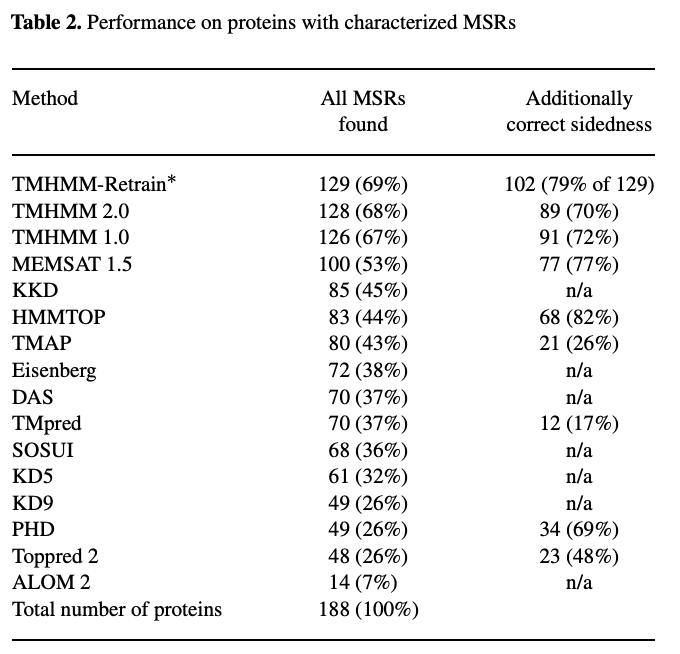 Table 2. Performance on proteins with characterized MSRs
Method All MSRs found Additionally correct sidedness
TMHMM-Retrain* 129 (69%) 102 (79% of 129)
TMHMM 2.0 128 (68%) 89 (70%)
TMHMM 1.0 126 (67%) 91 (72%)
MEMSAT 1.5 100 (53%) 77 (77%)
KKD 85 (45%) n/a
HMMTOP 83 (44%) 68 (82%)
TMAP 80 (43%) 21 (26%)
Eisenberg 72 (38%) n/a
DAS 70 (37%) n/a
TMpred 70 (37%) 12 (17%)
SOSUI 68 (36%) n/a
KD5 61 (32%) n/a
KD9 49 (26%) n/a
PHD 49 (26%) 34 (69%)
Toppred 2 48 (26%) 23 (48%)
ALOM 2 14 (7%) n/a
Total number of proteins 188 (100%)